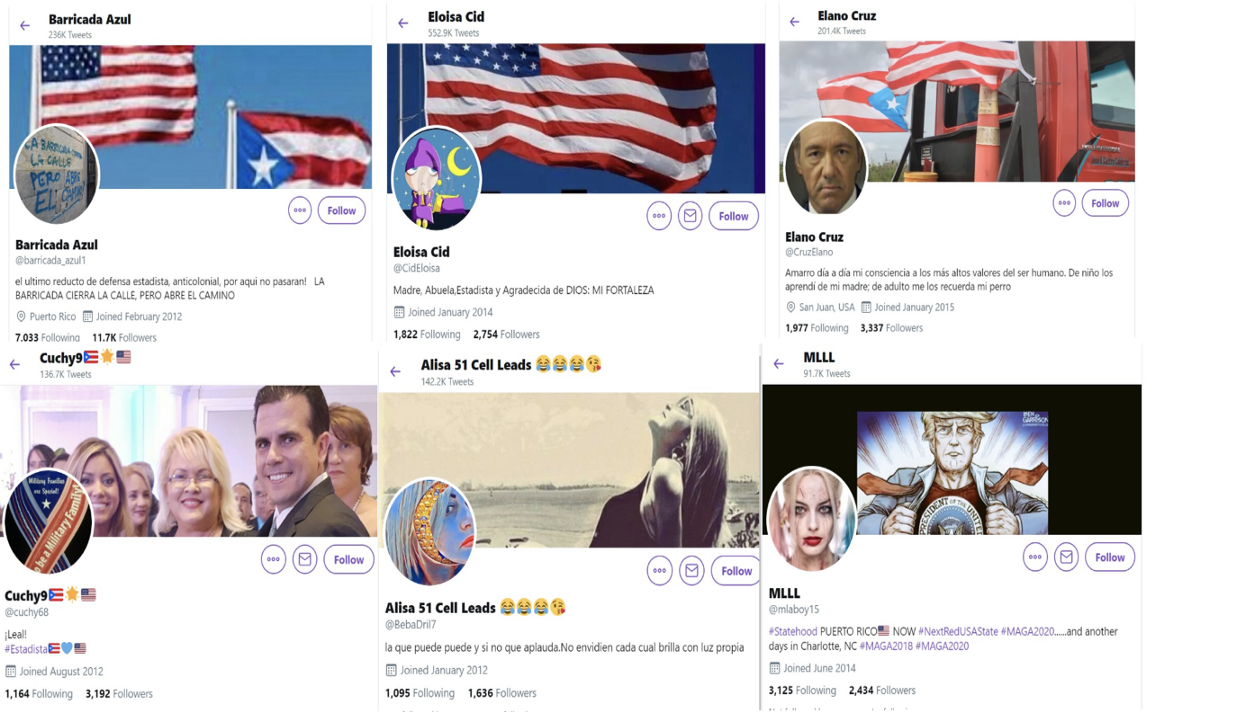 Barricada Azul
236K Tweets
LA BARRICADA CIERRA
LA CALLE
PERO ABRE
EL CAMINO
Follow
Barricada Azul
@barricada_azul1
el ultimo reducto de defensa estadista, anticolonial, por aqui no pasaran! LA
BARRICADA CIERRA LA CALLE, PERO ABRE EL CAMINO
Puerto Rico Joined February 2012
7.033 Following 11.7K Followers
Eloisa Cid
552.9K Tweets
Follow
Eloisa Cid
@CidEloisa
Madre, Abuela,Estadista y Agradecida de DIOS: MI FORTALEZA
Joined January 2014
1,822 Following 2,754 Followers
Elano Cruz
201.4K Tweets
Follow
Elano Cruz
@CruzElano
Amarro día a día mi consciencia a los más altos valores del ser humano. De niño los
aprendí de mi madre; de adulto me los recuerda mi perro
San Juan, USA Joined January 2015
1,977 Following 3,337 Followers
Cuchy9
136.7K Tweets
Military Families
are Special!
to be a Military Family
Follow
Cuchy9
@cuchy68
¡Leal!
#Estadista
Joined August 2012
1,164 Following 3,192 Followers
Alisa 51 Cell Leads 😂😂😂😘
142.2K Tweets
Follow
Alisa 51 Cell Leads 😂😂😂😘
@BebaDril7
la que puede puede y si no que aplauda.No envidien cada cual brilla con luz propia
Joined January 2012
1,095 Following 1,636 Followers
MLLL
91.7K Tweets
BEN GARRISON
PRESIDENT OF THE UNITED
Follow
MLLL
@mlaboy15
#Statehood PUERTO RICO NOW #NextRedUSAState #MAGA2020.....and another
days in Charlotte, NC #MAGA2018 #MAGA2020
Joined June 2014
3,125 Following 2,434 Followers